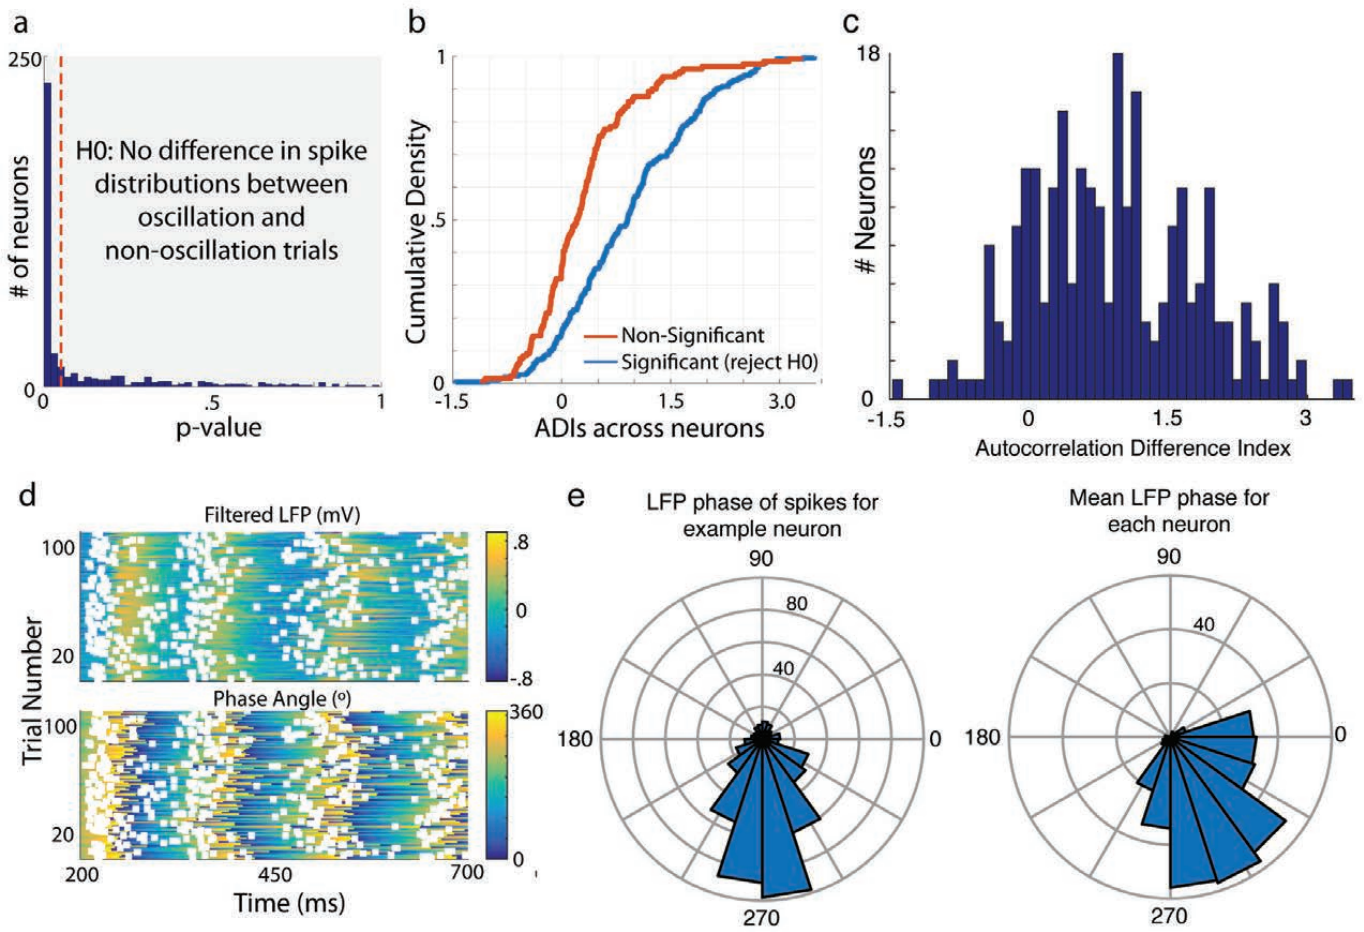 a
250
# of neurons
0
H0: No difference in spike
distributions between
oscillation and
non-oscillation trials
0
.5
1
p-value
b
1
.5
0
Cumulative Density
Non-Significant
Significant (reject H0)
-1.5
0
1.5
3.0
ADIs across neurons
c
18
# Neurons
0
-1.5
0
1.5
3
Autocorrelation Difference Index
d
Filtered LFP (mV)
100
20
.8
0
-.8
Trial Number
Phase Angle (º)
100
20
360
0
200
450
700
Time (ms)
e
LFP phase of spikes for
example neuron
90
80
40
180
0
270
Mean LFP phase for
each neuron
90
40
180
0
270